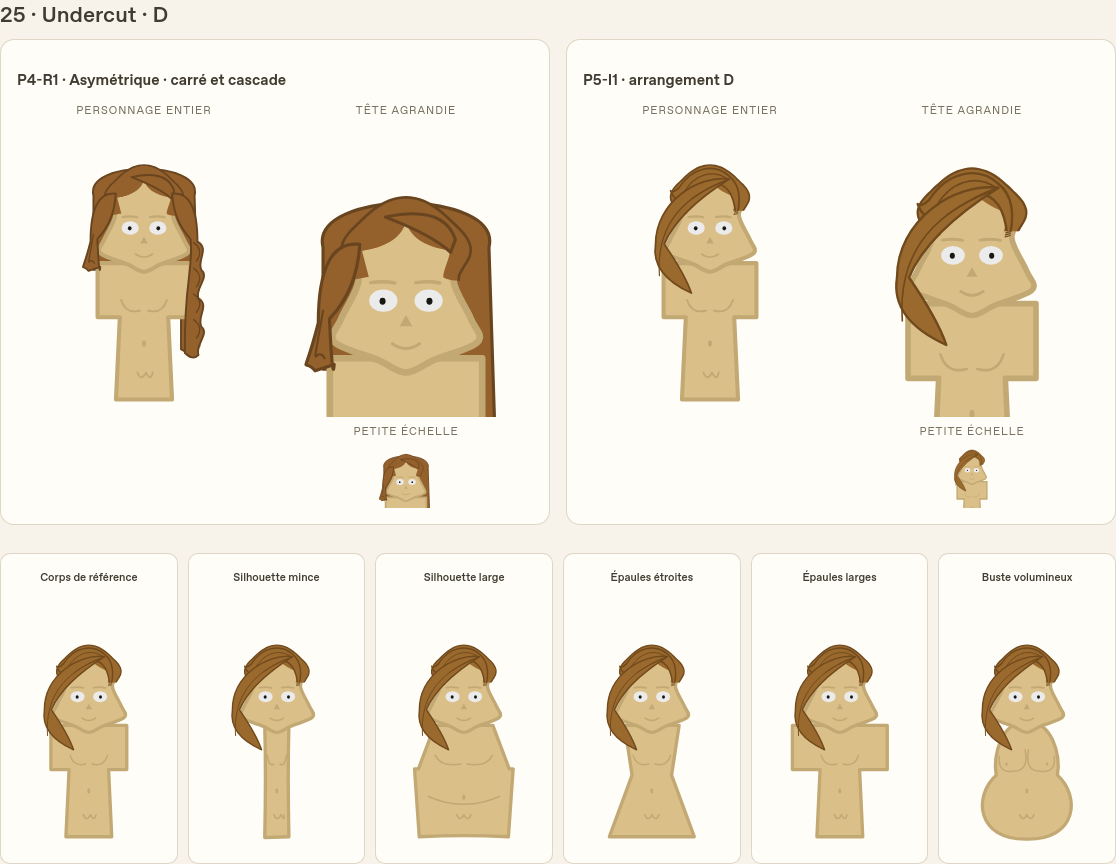 25 · Undercut · D
P4-R1 · Asymétrique · carré et cascade
PERSONNAGE ENTIER
TÊTE AGRANDIE
PETITE ÉCHELLE
P5-I1 · arrangement D
PERSONNAGE ENTIER
TÊTE AGRANDIE
PETITE ÉCHELLE
Corps de référence
Silhouette mince
Silhouette large
Épaules étroites
Épaules larges
Buste volumineux